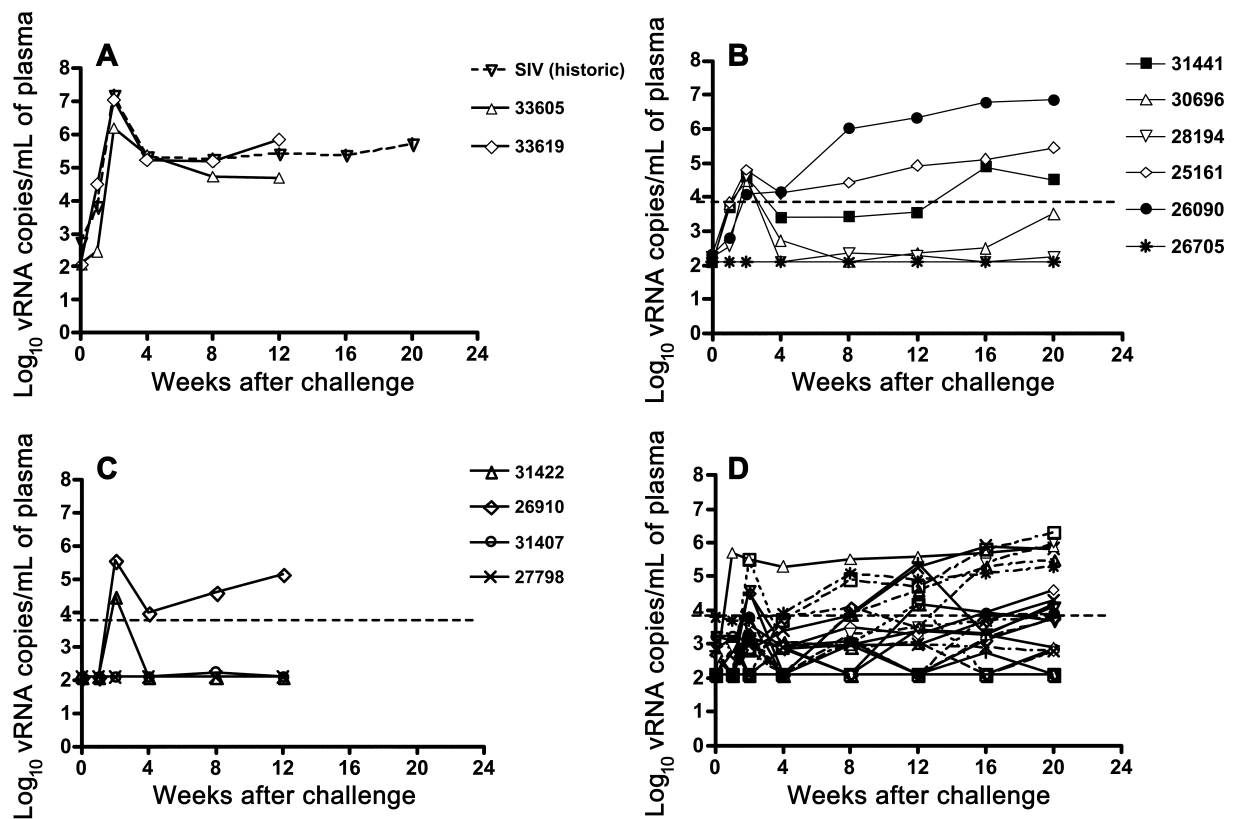 A
Log10 vRNA copies/mL of plasma
8
7
6
5
4
3
2
1
0
0 4 8 12 16 20 24
Weeks after challenge
SIV (historic)
33605
33619
B
Log10 vRNA copies/mL of plasma
8
7
6
5
4
3
2
1
0
0 4 8 12 16 20 24
Weeks after challenge
31441
30696
28194
25161
26090
26705
C
Log10 vRNA copies/mL of plasma
8
7
6
5
4
3
2
1
0
0 4 8 12 16 20 24
Weeks after challenge
31422
26910
31407
27798
D
Log10 vRNA copies/mL of plasma
8
7
6
5
4
3
2
1
0
0 4 8 12 16 20 24
Weeks after challenge